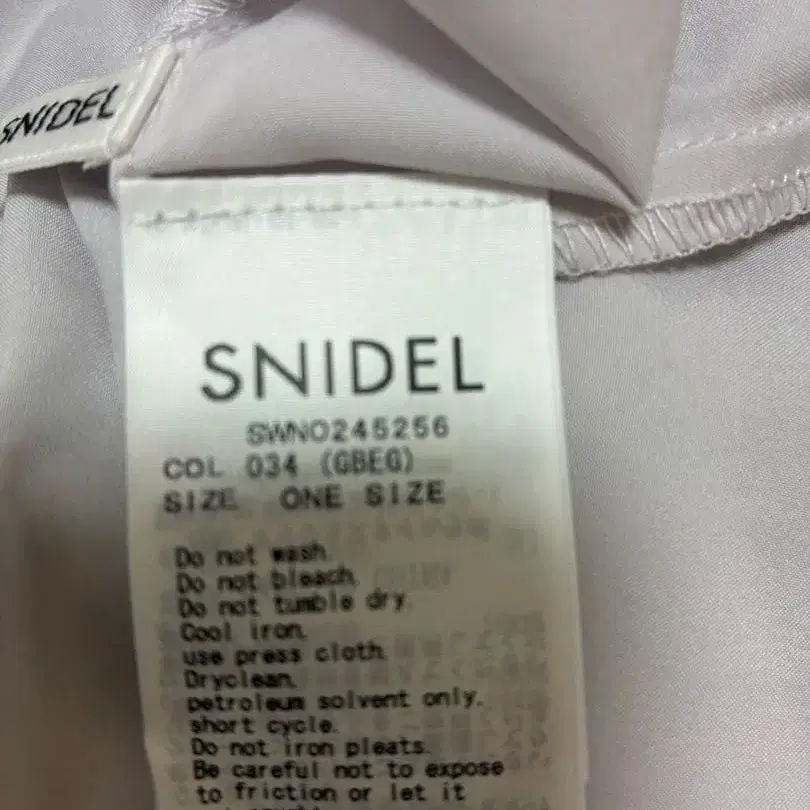 SNIDEL
SNIDEL
SWNO245256
COL 034 (GBEG)
SIZE ONE SIZE
Do not wash.
Do not bleach.
Do not tumble dry.
Cool iron.
use press cloth.
Dryclean.
petroleum solvent only.
short cycle.
Do not iron pleats.
Be careful not to expose
to friction or let it